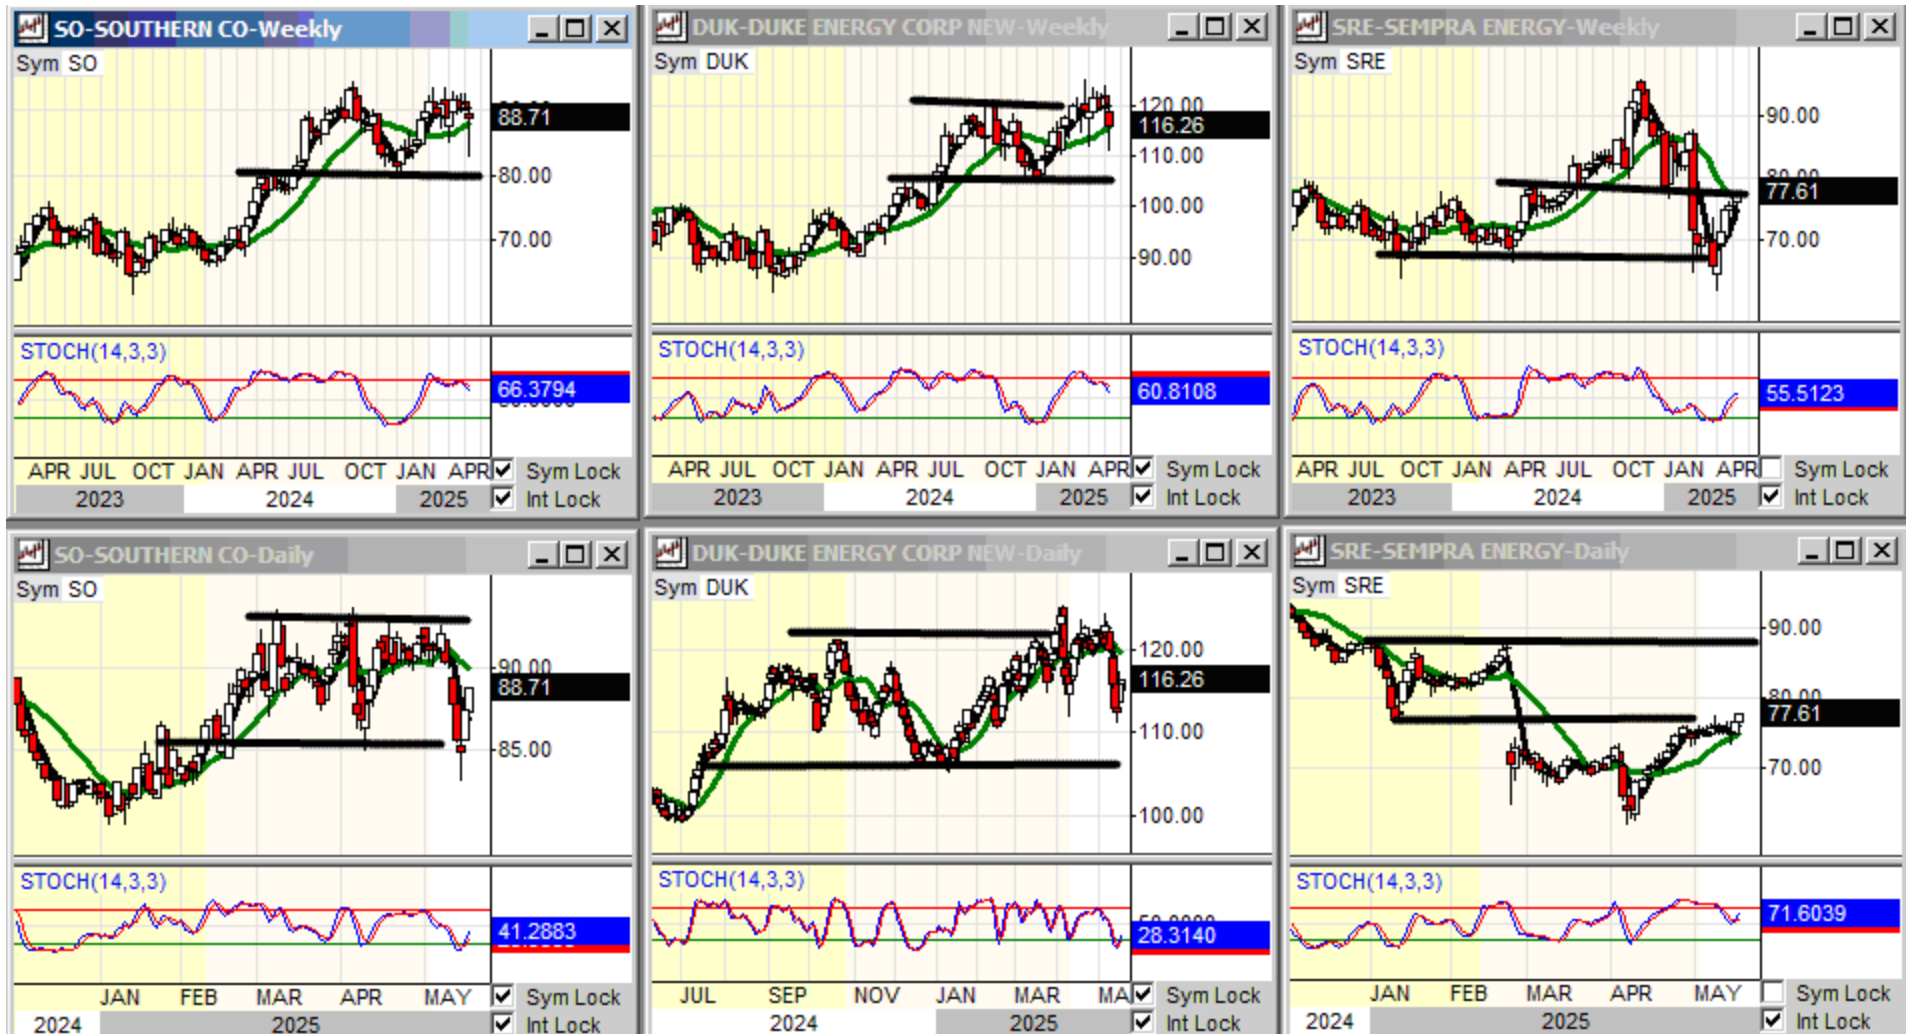 SO-SOUTHERN CO-Weekly
Sym SO
88.71
80.00
70.00
STOCH(14,3,3)
66.3794
APR JUL OCT JAN APR JUL OCT JAN APR
Sym Lock
2023 2024 2025
Int Lock
DUK-DUKE ENERGY CORP NEW-Weekly
Sym DUK
120.00
116.26
110.00
100.00
90.00
STOCH(14,3,3)
60.8108
APR JUL OCT JAN APR JUL OCT JAN APR
Sym Lock
2023 2024 2025
Int Lock
SRE-SEMPRA ENERGY-Weekly
Sym SRE
90.00
80.00
77.61
70.00
STOCH(14,3,3)
55.5123
APR JUL OCT JAN APR JUL OCT JAN APR
Sym Lock
2023 2024 2025
Int Lock
SO-SOUTHERN CO-Daily
Sym SO
90.00
88.71
85.00
STOCH(14,3,3)
41.2883
JAN FEB MAR APR MAY
Sym Lock
2024 2025
Int Lock
DUK-DUKE ENERGY CORP NEW-Daily
Sym DUK
120.00
116.26
110.00
100.00
STOCH(14,3,3)
28.3140
JUL SEP NOV JAN MAR MA
Sym Lock
2024 2025
Int Lock
SRE-SEMPRA ENERGY-Daily
Sym SRE
90.00
80.00
77.61
70.00
STOCH(14,3,3)
71.6039
JAN FEB MAR APR MAY
Sym Lock
2024 2025
Int Lock